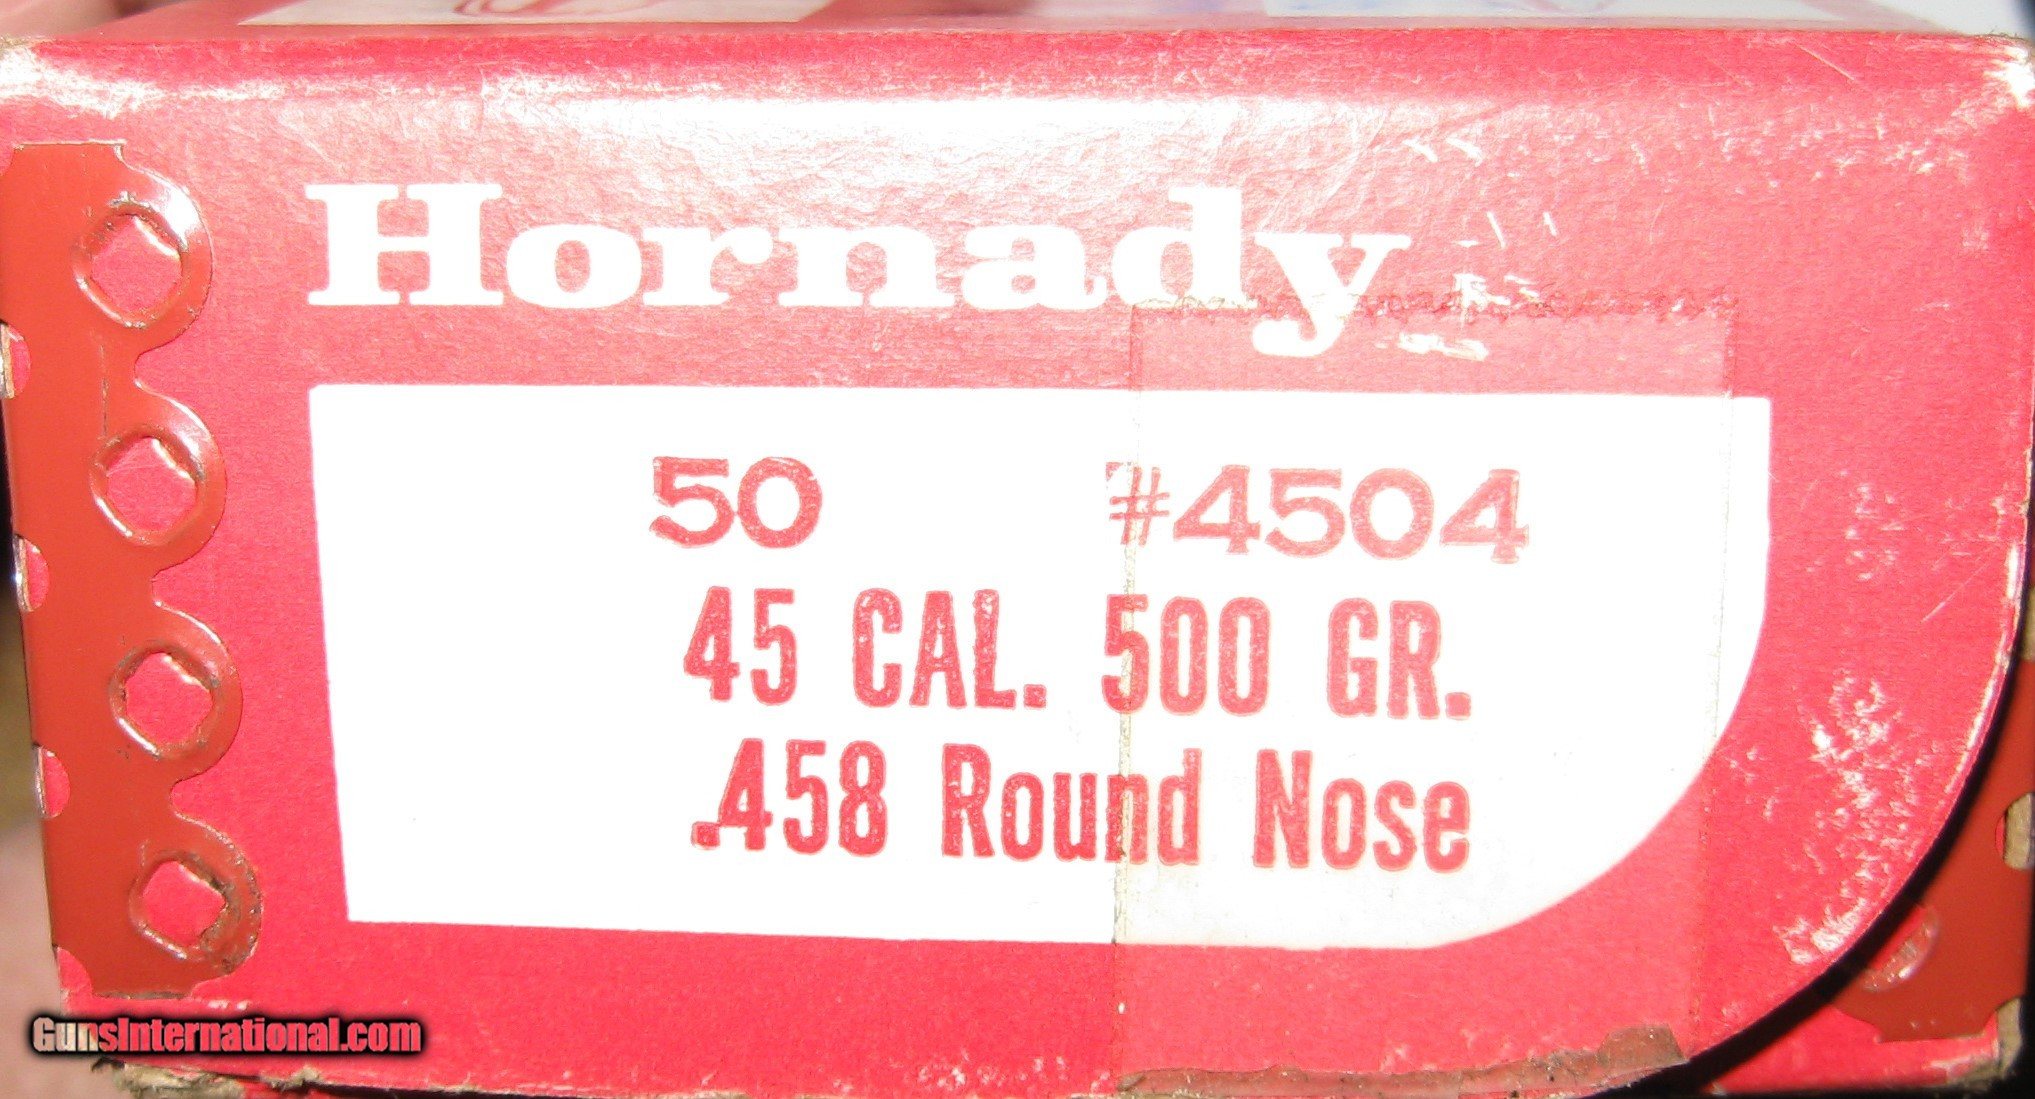 Hornady
50 #4504
45 CAL. 500 GR.
.458 Round Nose
GunsInternational.com